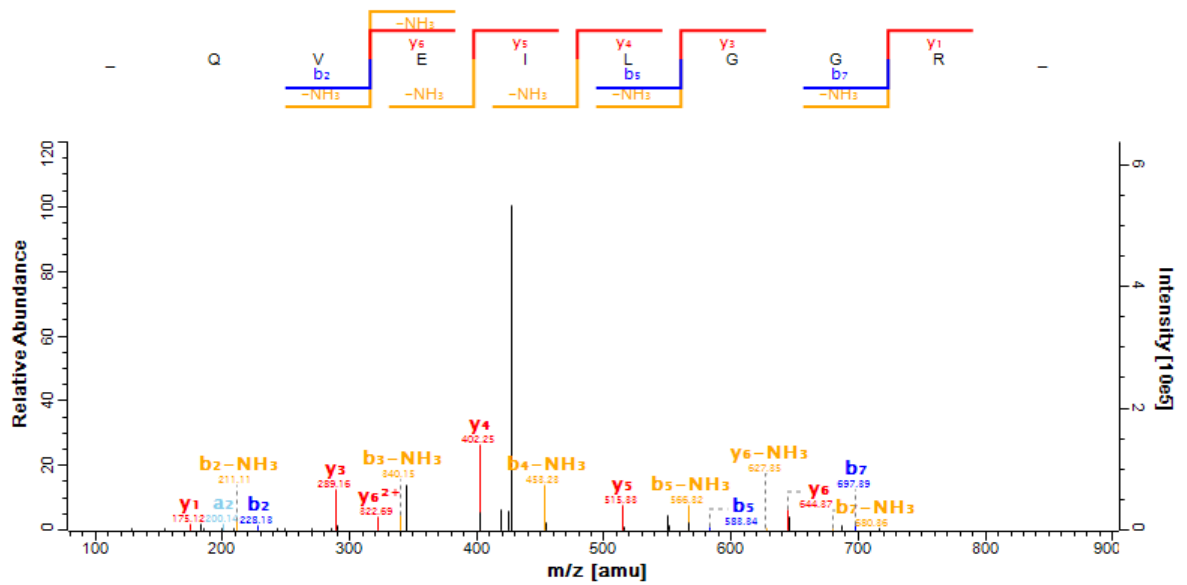 −NH₃
y₆ y₅ y₄ y₃ y₁
_ Q V E I L G G R _
b₂ b₅ b₇
−NH₃ −NH₃ −NH₃ −NH₃ −NH₃
120
100
80
60
40
20
0
Relative Abundance
6
4
2
0
Intensity [10e5]
y₁
175.12
a₂
200.14
b₂−NH₃
211.11
b₂
228.18
y₃
289.16
y₆²⁺
322.69
b₃−NH₃
340.15
y₄
402.25
b₄−NH₃
453.23
y₅
515.33
b₅−NH₃
566.32
b₅
583.34
y₆−NH₃
627.35
y₆
644.37
b₇−NH₃
680.36
b₇
697.39
100 200 300 400 500 600 700 800 900
m/z [amu]